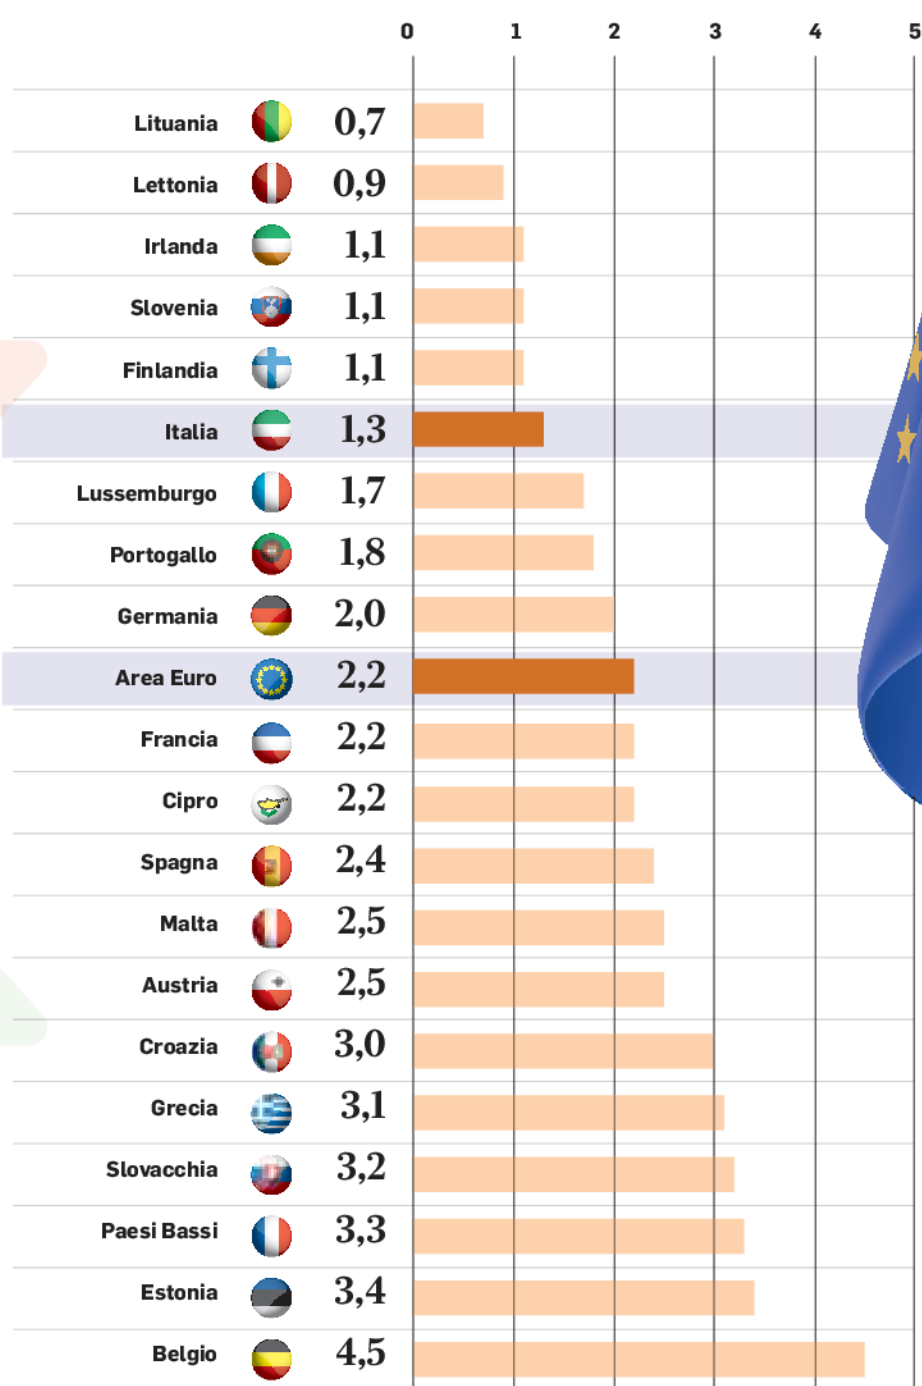 0 1 2 3 4 5
Lituania 0,7
Lettonia 0,9
Irlanda 1,1
Slovenia 1,1
Finlandia 1,1
Italia 1,3
Lussemburgo 1,7
Portogallo 1,8
Germania 2,0
Area Euro 2,2
Francia 2,2
Cipro 2,2
Spagna 2,4
Malta 2,5
Austria 2,5
Croazia 3,0
Grecia 3,1
Slovacchia 3,2
Paesi Bassi 3,3
Estonia 3,4
Belgio 4,5